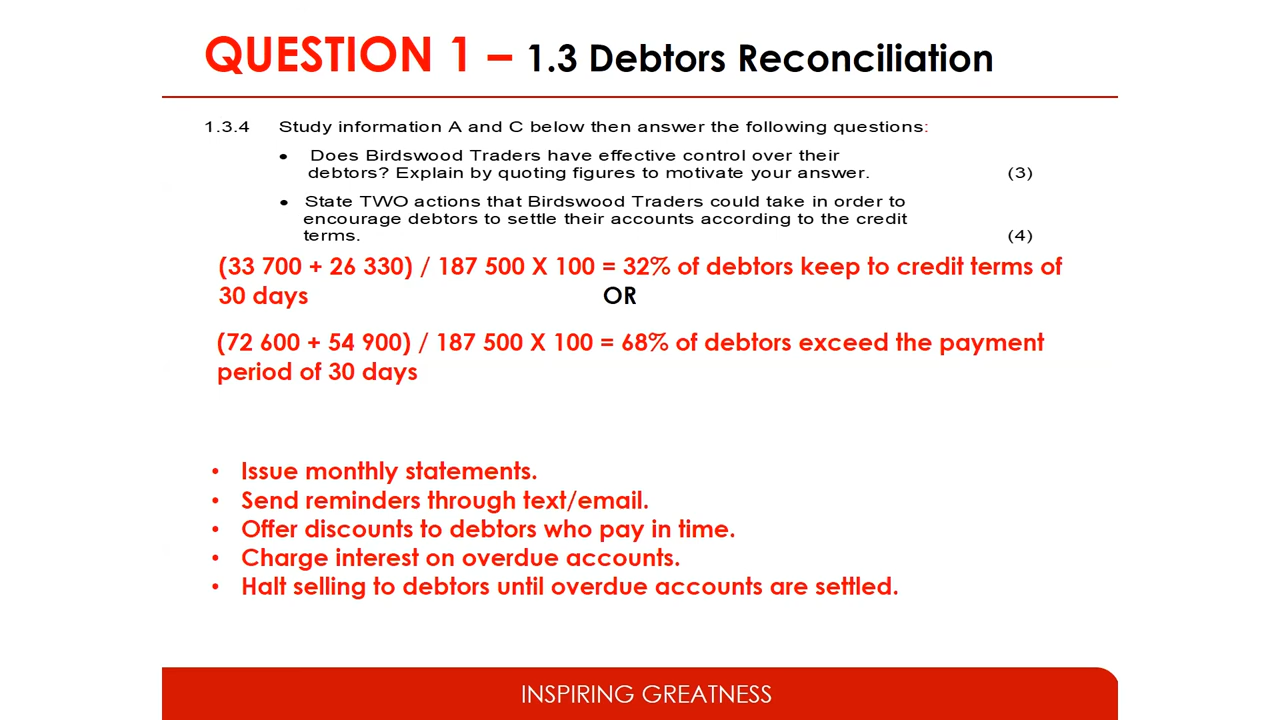 QUESTION 1 – 1.3 Debtors Reconciliation
1.3.4 Study information A and C below then answer the following questions:
• Does Birdswood Traders have effective control over their
debtors? Explain by quoting figures to motivate your answer. (3)
• State TWO actions that Birdswood Traders could take in order to
encourage debtors to settle their accounts according to the credit
terms. (4)
(33 700 + 26 330) / 187 500 X 100 = 32% of debtors keep to credit terms of
30 days OR
(72 600 + 54 900) / 187 500 X 100 = 68% of debtors exceed the payment
period of 30 days
• Issue monthly statements.
• Send reminders through text/email.
• Offer discounts to debtors who pay in time.
• Charge interest on overdue accounts.
• Halt selling to debtors until overdue accounts are settled.
INSPIRING GREATNESS